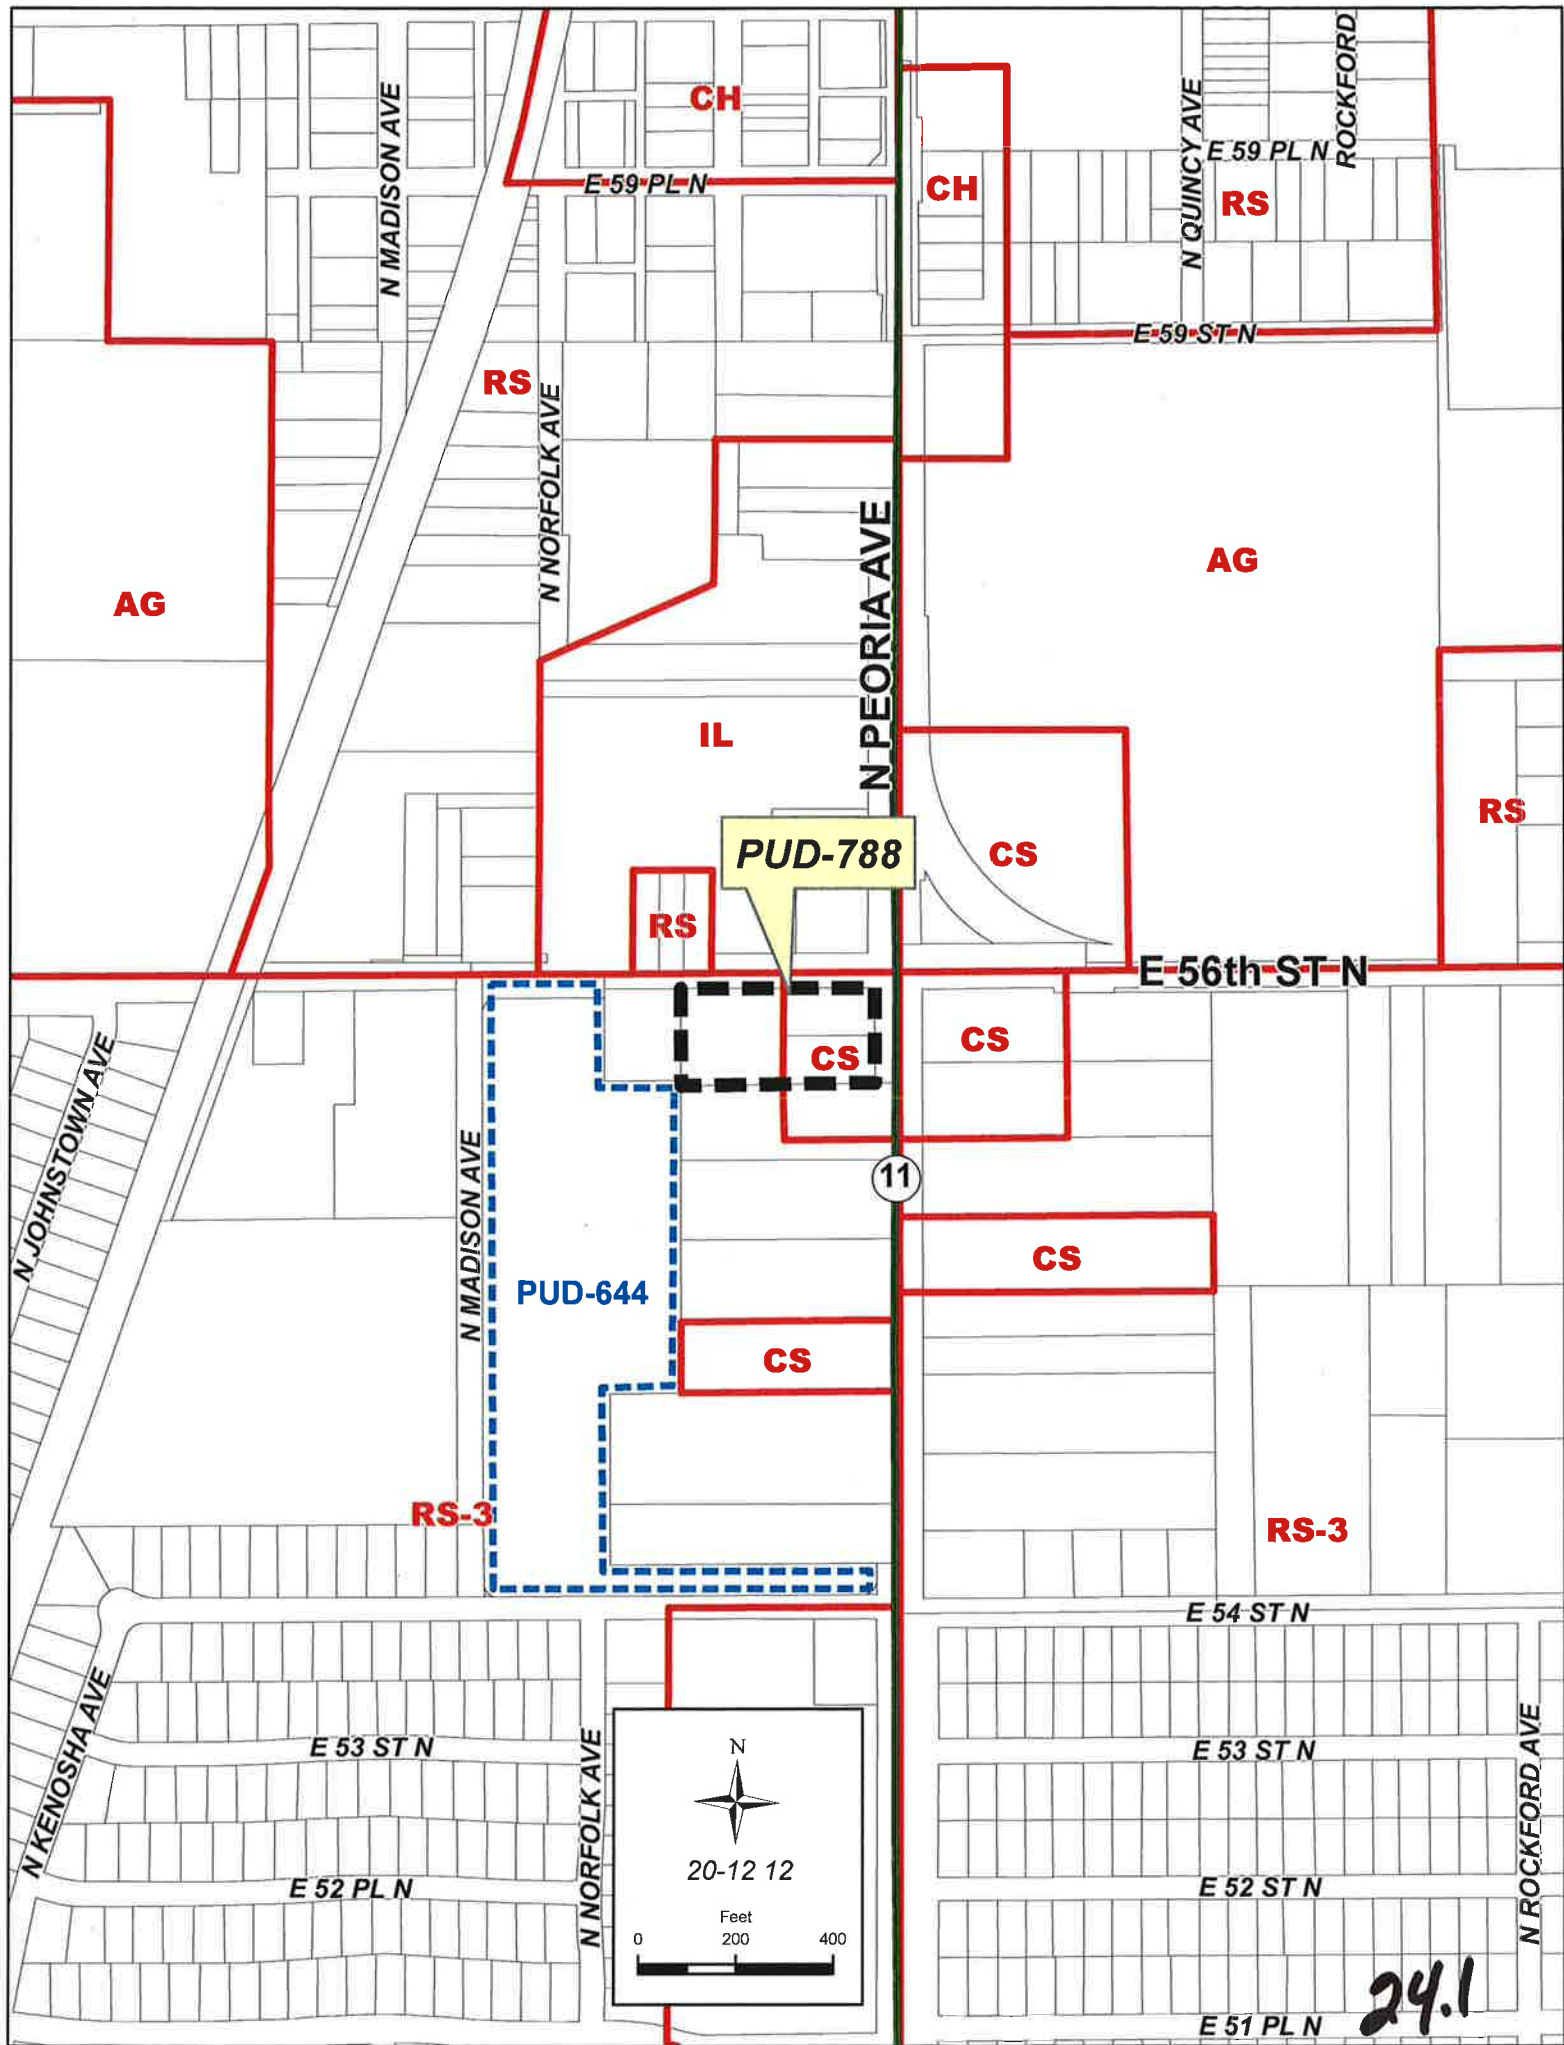 ROCKFORD
N MADISON AVE
CH
N QUINCY AVE
E 59 PL N
E 59 PL N
CH
RS
E 59 ST N
RS
N NORFOLK AVE
N PEORIA AVE
AG
AG
IL
RS
PUD-788
CS
RS
E 56th ST N
CS
CS
N JOHNSTOWN AVE
N MADISON AVE
11
CS
PUD-644
CS
RS-3
RS-3
E 54 ST N
N KENOSHA AVE
E 53 ST N
N NORFOLK AVE
E 53 ST N
N ROCKFORD AVE
N
20-12 12
E 52 PL N
E 52 ST N
Feet
0 200 400
24.1
E 51 PL N